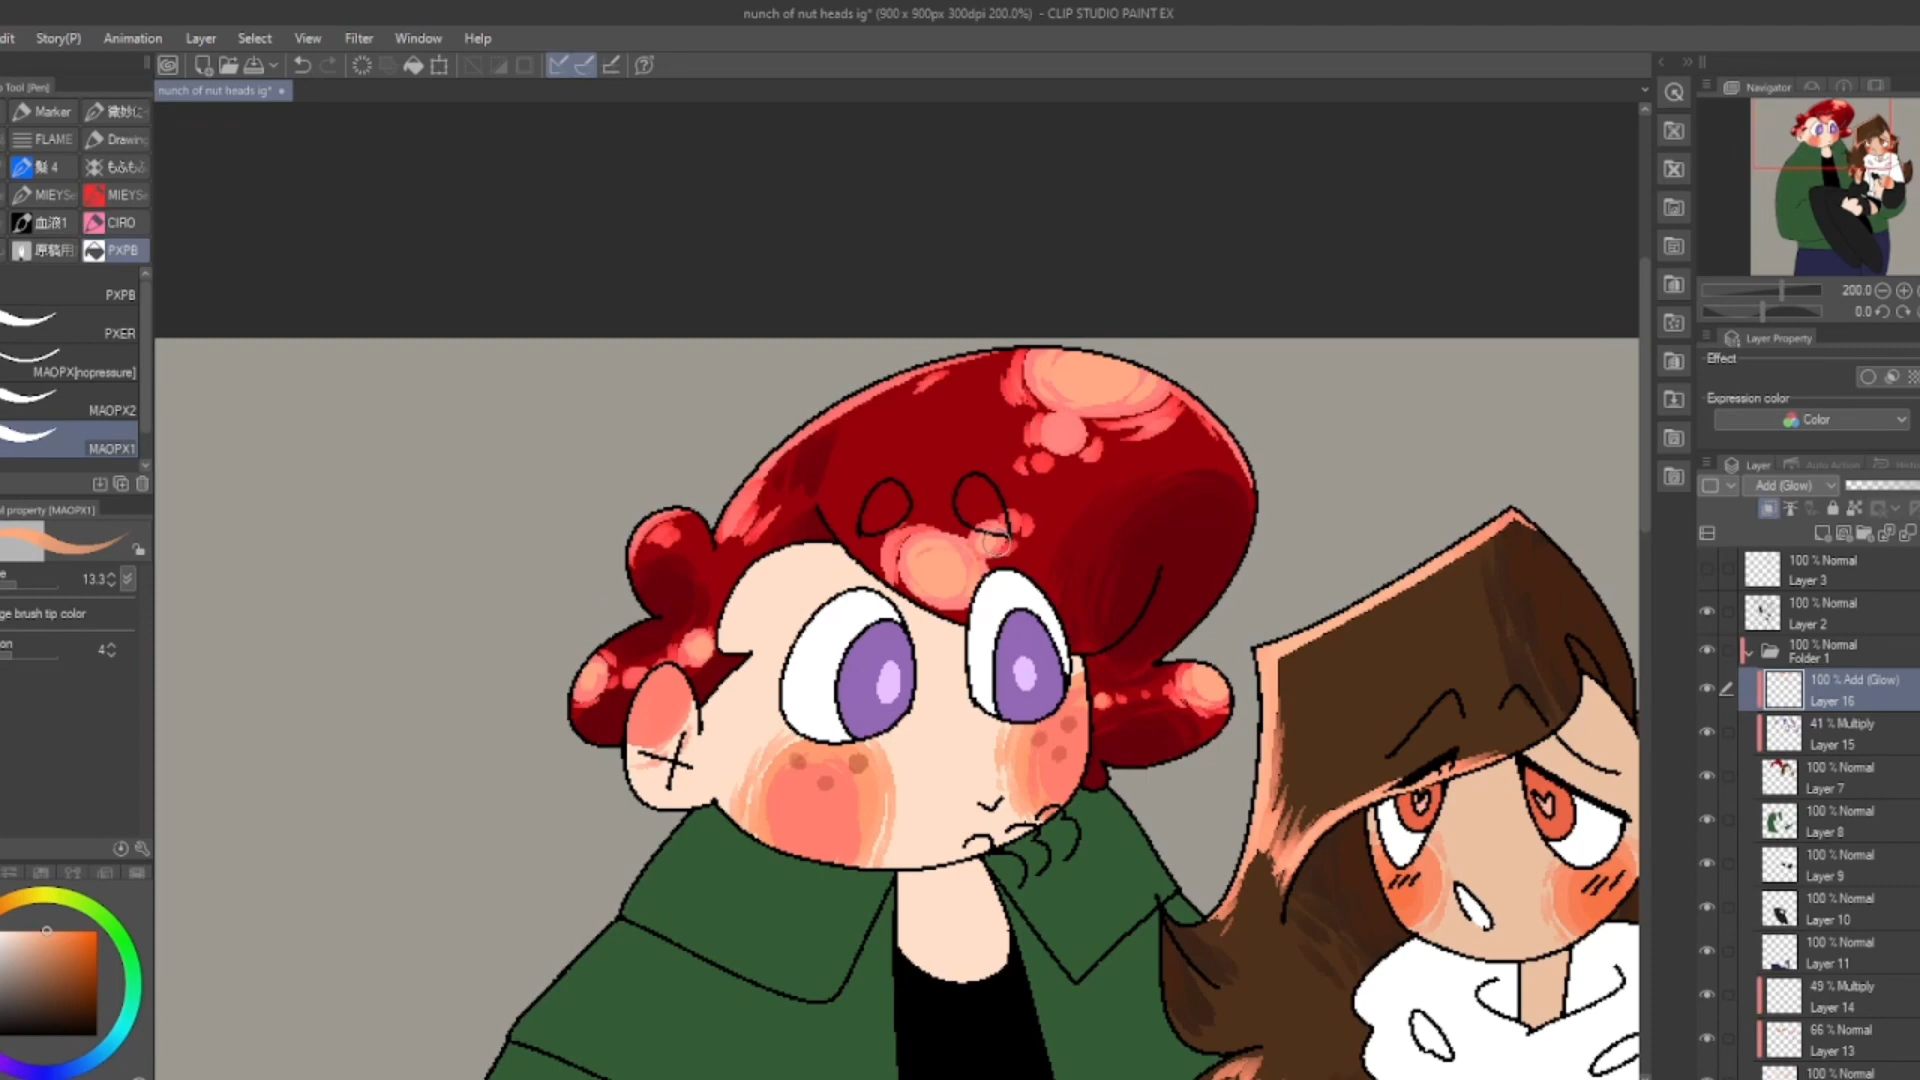 nunch of nut heads ig* (900 x 900px 300dpi 200.0%) - CLIP STUDIO PAINT EX
dit Story(P) Animation Layer Select View Filter Window Help
nunch of nut heads ig*
Tool [Pen]
Marker
FLAME Drawing
髪 4 もふもふ
MIEYSe MIEYSe
血液1 CIRO
原稿用 PXPB
PXPB
PXER
MAOPX[nopressure]
MAOPX2
MAOPX1
l property [MAOPX1]
13.3
ge brush tip color
on 4
Navigator
200.0
0.0
Layer Property
Effect
Expression color
Color
Layer Auto Action
Add (Glow)
100 % Normal
Layer 3
100 % Normal
Layer 2
100 % Normal
Folder 1
100 % Add (Glow)
Layer 16
41 % Multiply
Layer 15
100 % Normal
Layer 7
100 % Normal
Layer 8
100 % Normal
Layer 9
100 % Normal
Layer 10
100 % Normal
Layer 11
49 % Multiply
Layer 14
66 % Normal
Layer 13
100 % Normal